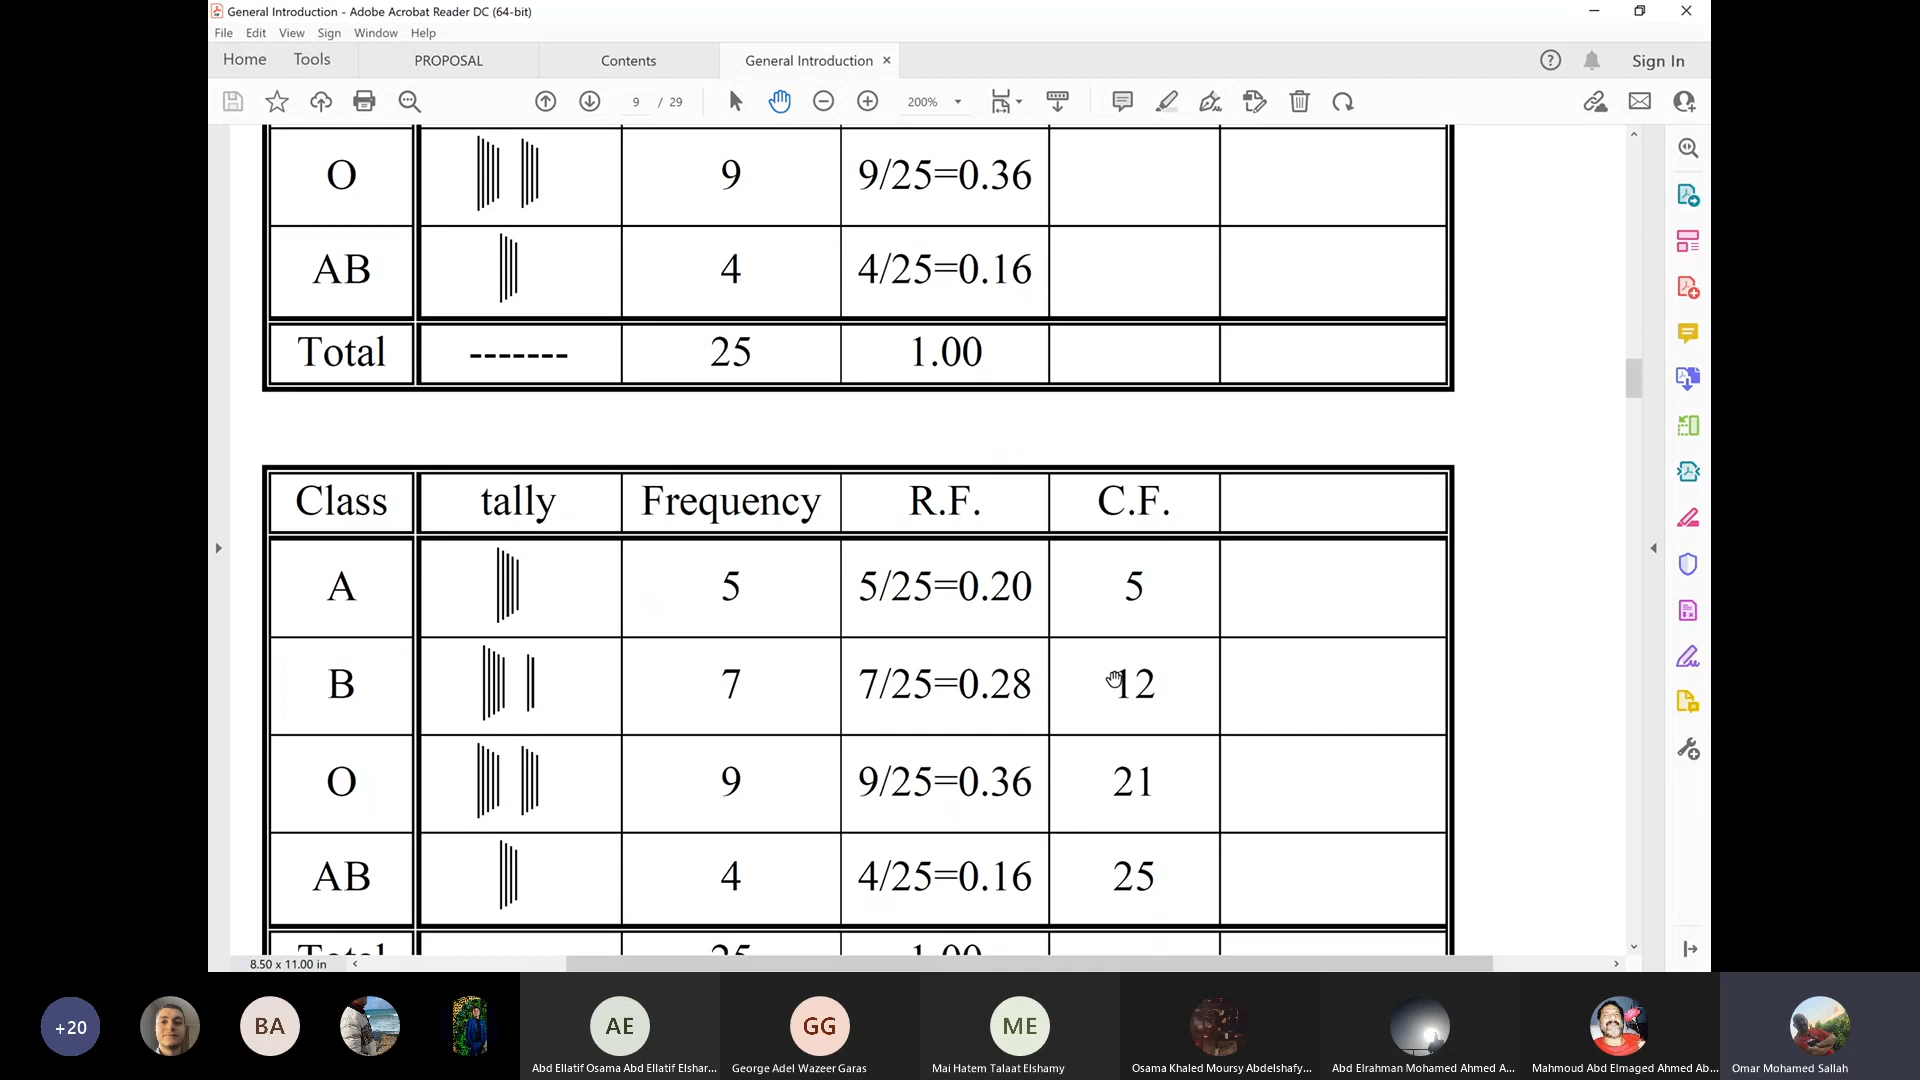 General Introduction - Adobe Acrobat Reader DC (64-bit)
File Edit View Sign Window Help
Home Tools PROPOSAL Contents General Introduction × Sign In
9 / 29 200%
O 9 9/25=0.36
AB 4 4/25=0.16
Total ------- 25 1.00
Class tally Frequency R.F. C.F.
A 5 5/25=0.20 5
B 7 7/25=0.28 12
O 9 9/25=0.36 21
AB 4 4/25=0.16 25
Total 25 1.00
8.50 x 11.00 in
+20 BA AE GG ME
Abd Ellatif Osama Abd Ellatif Elshar... George Adel Wazeer Garas Mai Hatem Talaat Elshamy Osama Khaled Moursy Abdelshafy... Abd Elrahman Mohamed Ahmed A... Mahmoud Abd Elmaged Ahmed Ab... Omar Mohamed Sallah